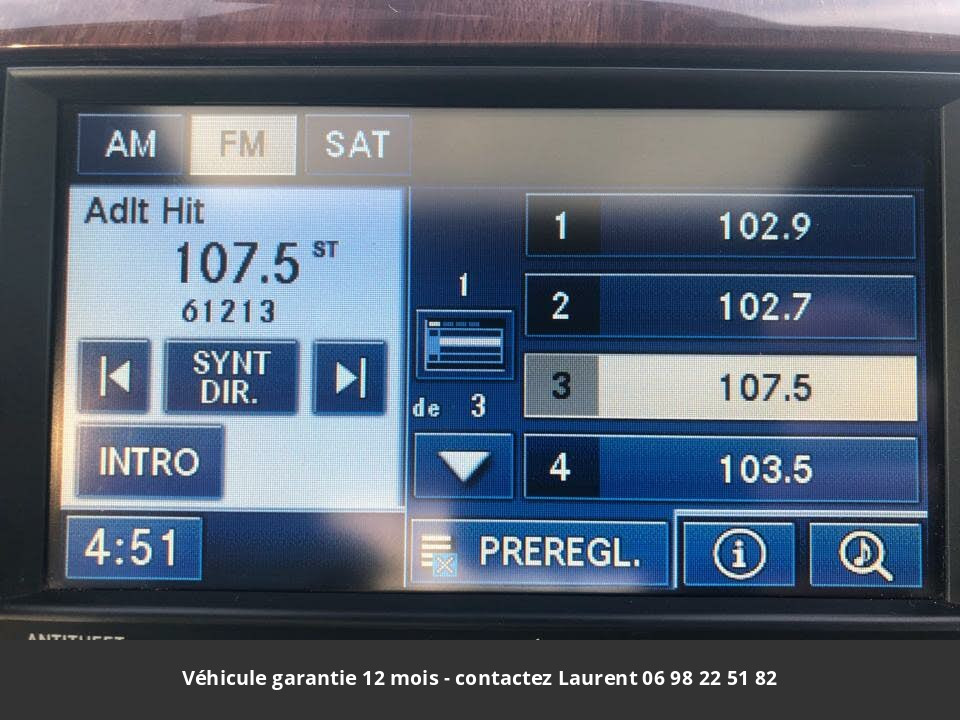 AM FM SAT
Adlt Hit
107.5 ST
61213
SYNT
DIR.
INTRO
4:51
1
de 3
1 102.9
2 102.7
3 107.5
4 103.5
PREREGL.
i
ANTITHEFT
Véhicule garantie 12 mois - contactez Laurent 06 98 22 51 82